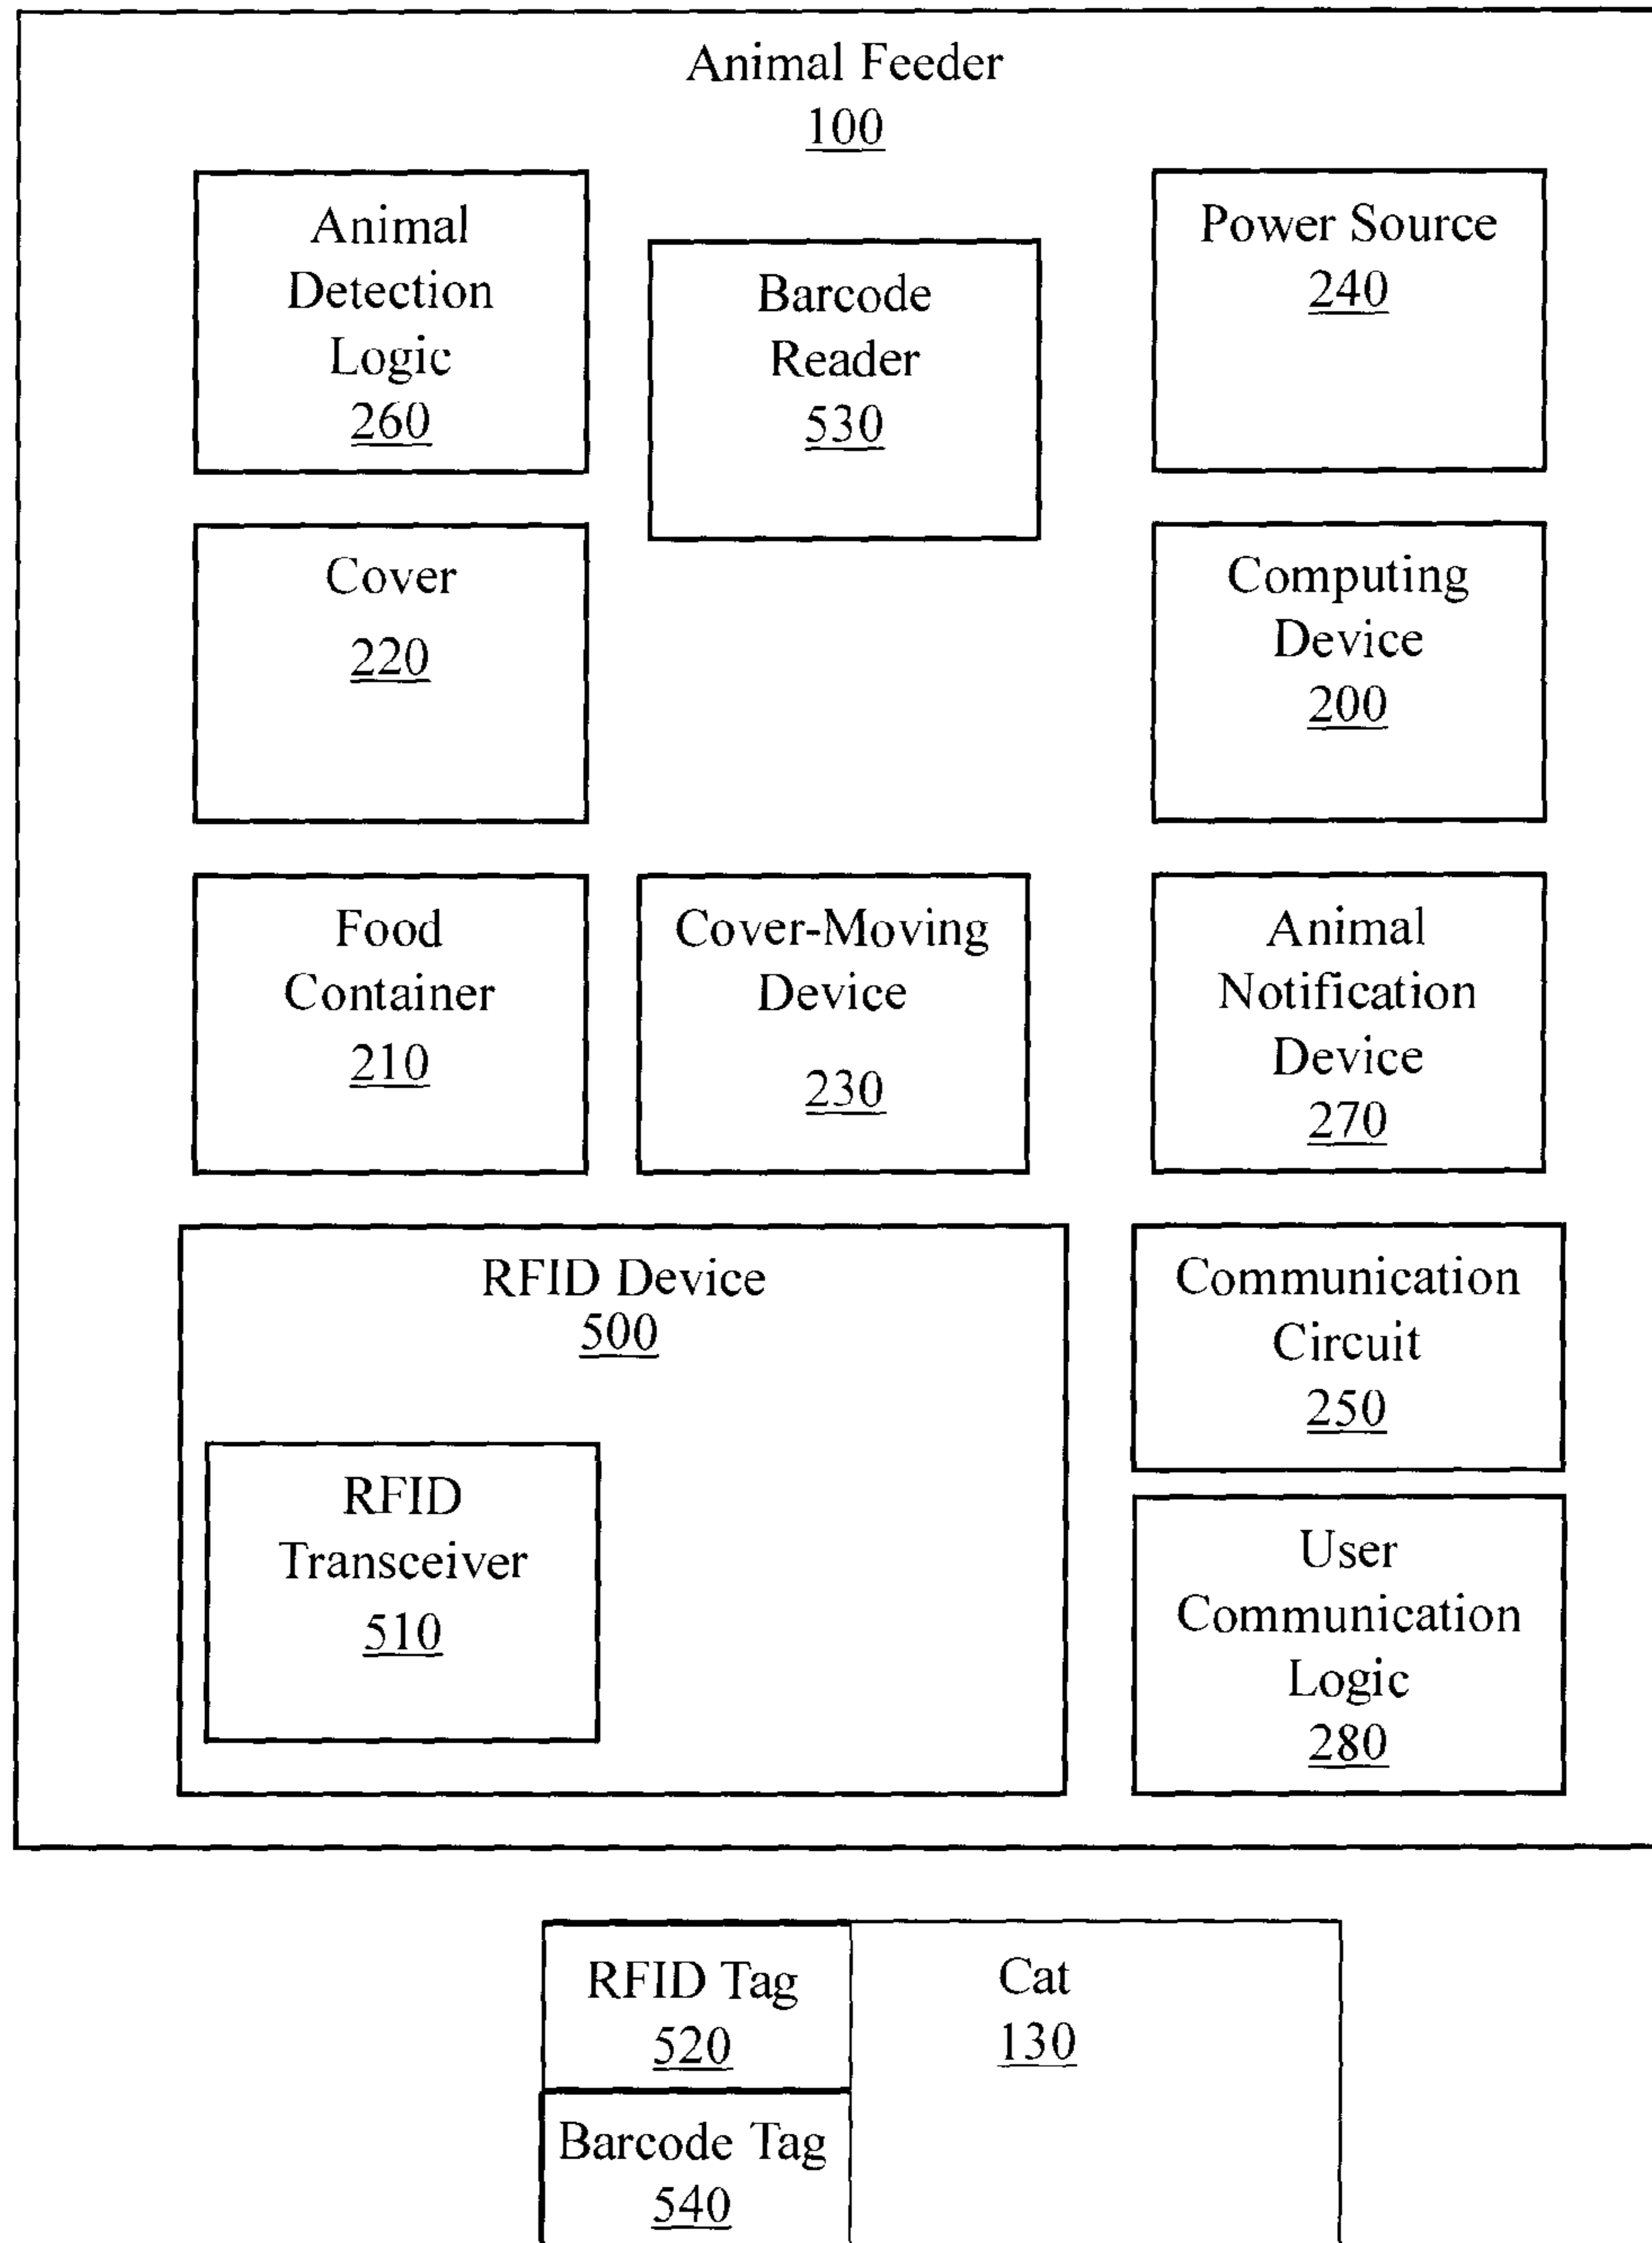 Animal Feeder
100
Animal
Detection
Logic
260
Barcode
Reader
530
Power Source
240
Cover
220
Computing
Device
200
Food
Container
210
Cover-Moving
Device
230
Animal
Notification
Device
270
RFID Device
500
RFID
Transceiver
510
Communication
Circuit
250
User
Communication
Logic
280
RFID Tag
520
Cat
130
Barcode Tag
540